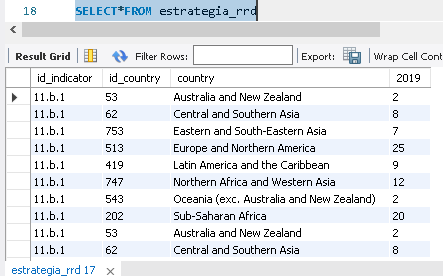 18 SELECT*FROM estrategia_rrd
Result Grid Filter Rows: Export: Wrap Cell Cont
id_indicator id_country country 2019
11.b.1 53 Australia and New Zealand 2
11.b.1 62 Central and Southern Asia 8
11.b.1 753 Eastern and South-Eastern Asia 7
11.b.1 513 Europe and Northern America 25
11.b.1 419 Latin America and the Caribbean 9
11.b.1 747 Northern Africa and Western Asia 12
11.b.1 543 Oceania (exc. Australia and New Zealand) 2
11.b.1 202 Sub-Saharan Africa 20
11.b.1 53 Australia and New Zealand 2
11.b.1 62 Central and Southern Asia 8
estrategia_rrd 17